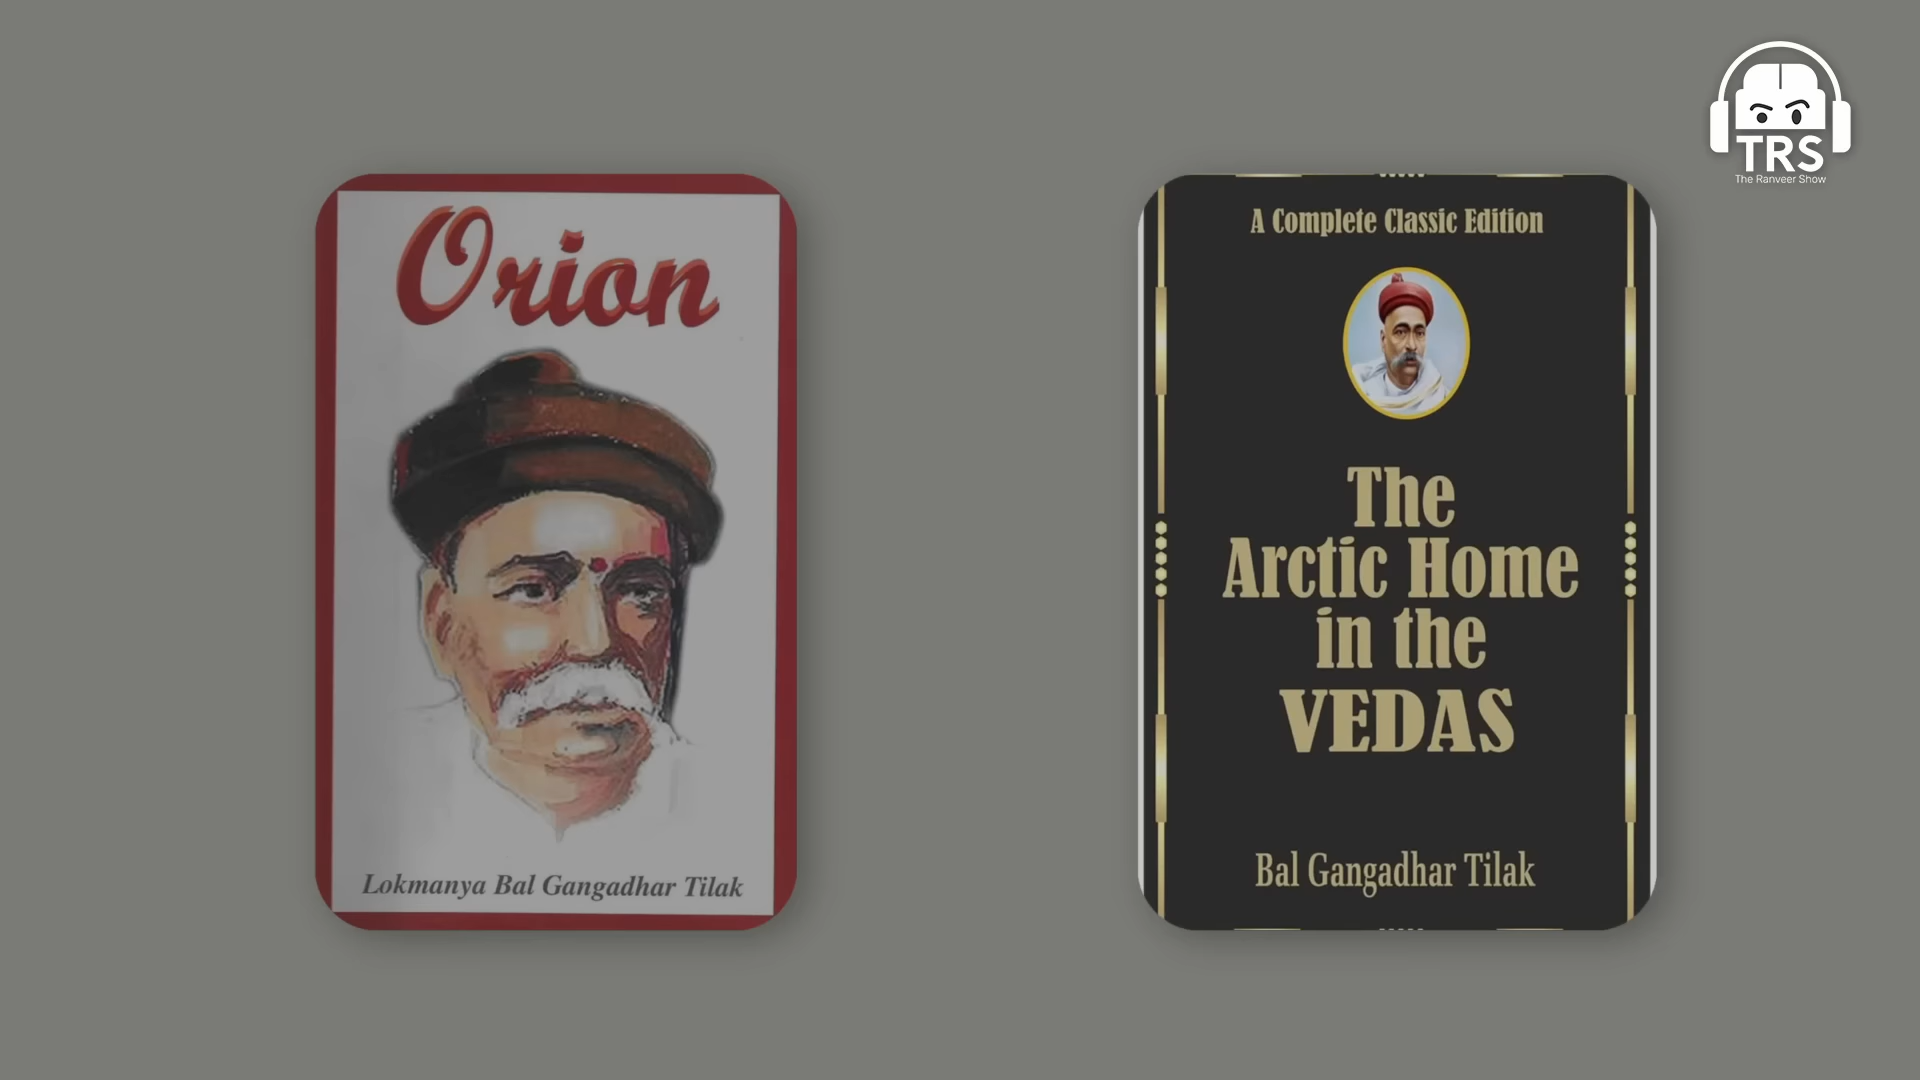 Orion
Lokmanya Bal Gangadhar Tilak
A Complete Classic Edition
The
Arctic Home
in the
VEDAS
Bal Gangadhar Tilak
TRS
The Ranveer Show